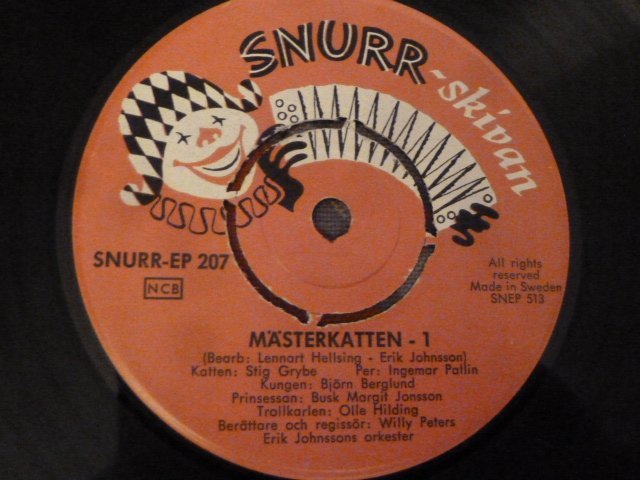 SNURR-skivan
SNURR-EP 207
NCB
All rights
reserved
Made in Sweden
SNEP 513
MÄSTERKATTEN - 1
(Bearb: Lennart Hellsing - Erik Johnsson)
Katten: Stig Grybe Per: Ingemar Patlin
Kungen: Björn Berglund
Prinsessan: Busk Margit Jonsson
Trollkarlen: Olle Hilding
Berättare och regissör: Willy Peters
Erik Johnssons orkester